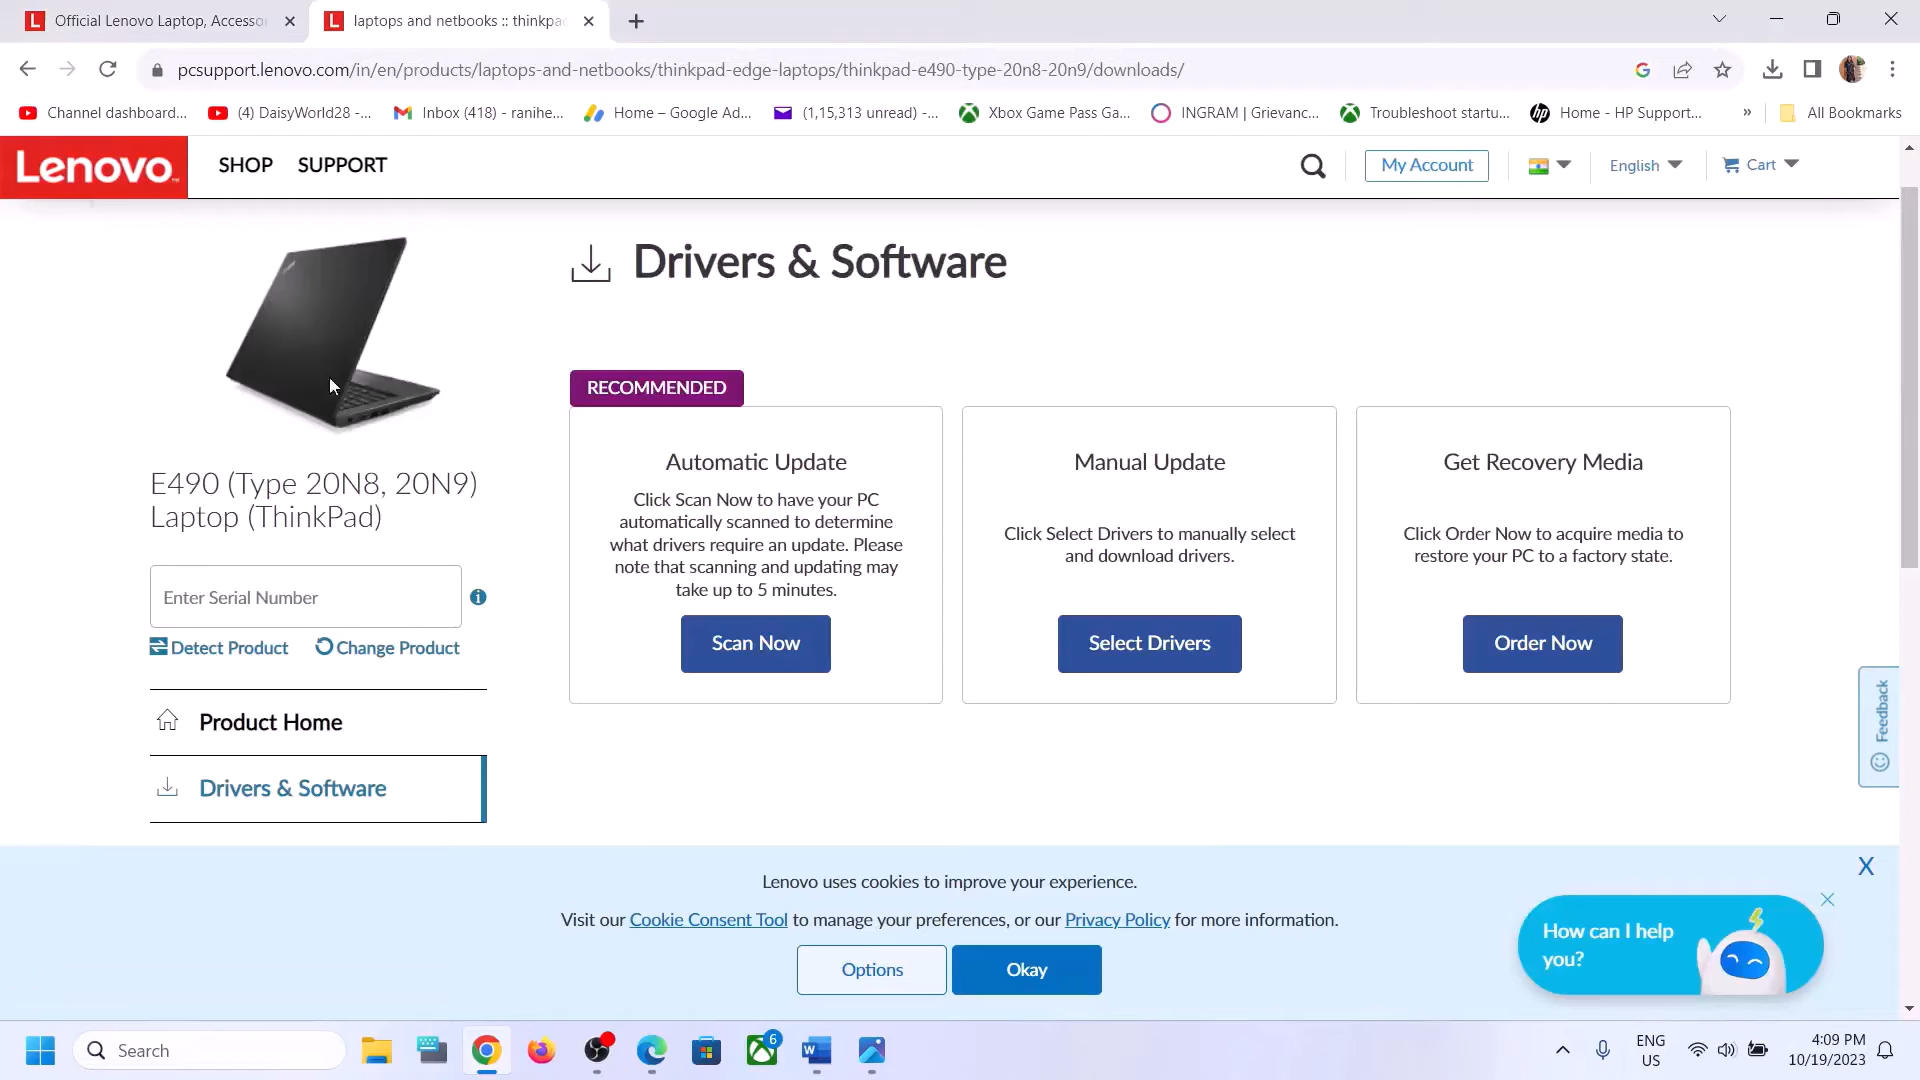 Official Lenovo Laptop, Accesso
laptops and netbooks :: thinkpa
pcsupport.lenovo.com/in/en/products/laptops-and-netbooks/thinkpad-edge-laptops/thinkpad-e490-type-20n8-20n9/downloads/
Channel dashboard...
(4) DaisyWorld28 -...
Inbox (418) - ranihe...
Home – Google Ad...
(1,15,313 unread) -...
Xbox Game Pass Ga...
INGRAM | Grievanc...
Troubleshoot startu...
Home - HP Support...
»
All Bookmarks
Lenovo
SHOP
SUPPORT
My Account
English
Cart
Drivers & Software
RECOMMENDED
Automatic Update
Click Scan Now to have your PC
automatically scanned to determine
what drivers require an update. Please
note that scanning and updating may
take up to 5 minutes.
Scan Now
Manual Update
Click Select Drivers to manually select
and download drivers.
Select Drivers
Get Recovery Media
Click Order Now to acquire media to
restore your PC to a factory state.
Order Now
E490 (Type 20N8, 20N9)
Laptop (ThinkPad)
Enter Serial Number
Detect Product
Change Product
Product Home
Drivers & Software
Feedback
Lenovo uses cookies to improve your experience.
X
Visit our Cookie Consent Tool to manage your preferences, or our Privacy Policy for more information.
Options
Okay
How can I help
you?
Search
6
ENG
US
4:09 PM
10/19/2023